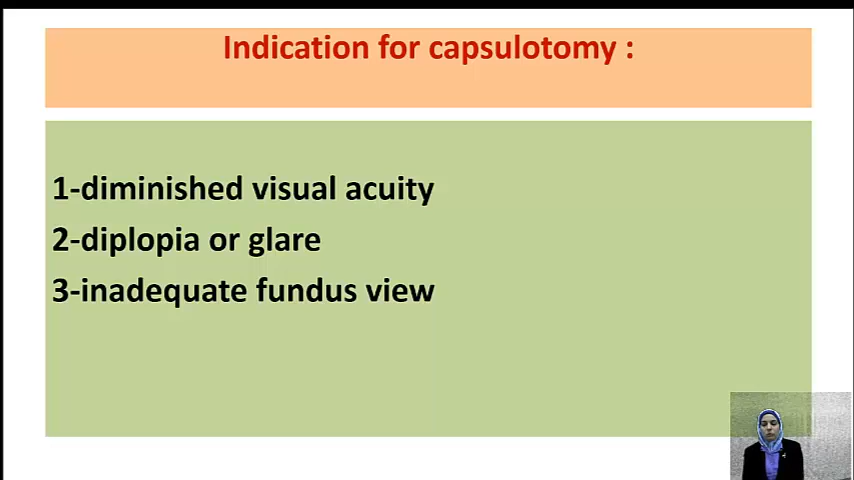 Indication for capsulotomy :
1-diminished visual acuity
2-diplopia or glare
3-inadequate fundus view